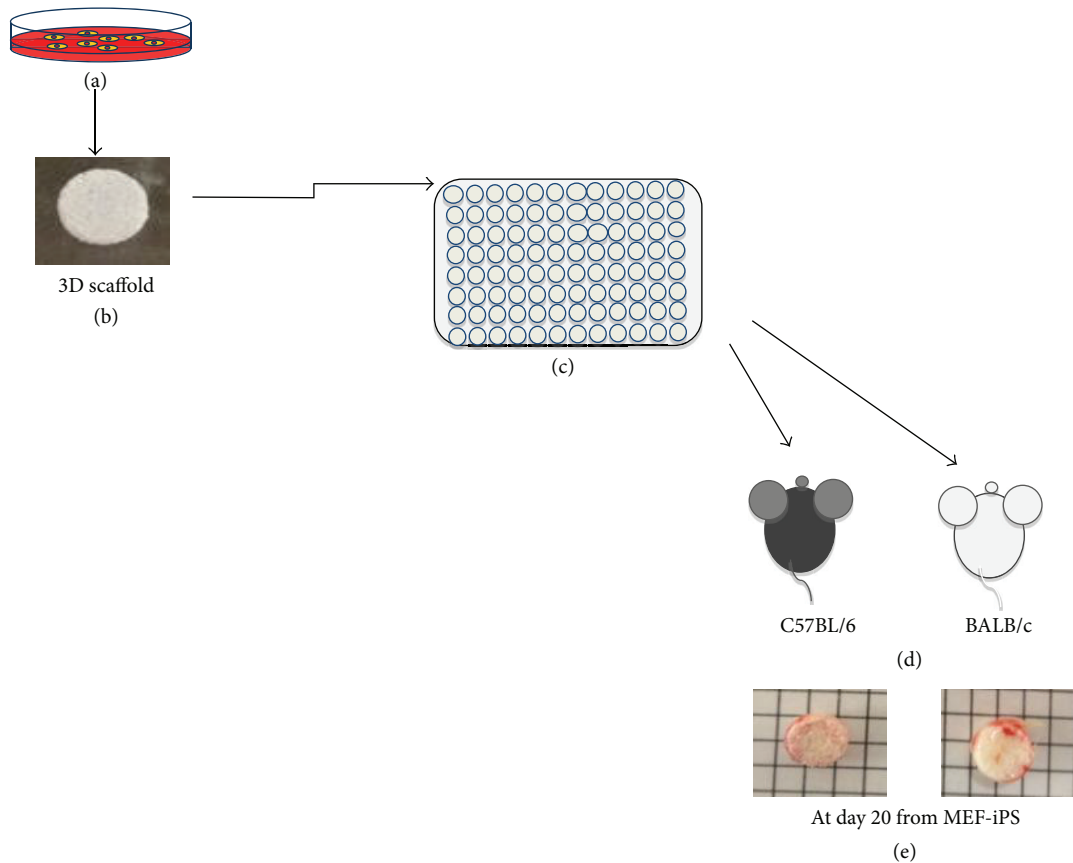 (a)
3D scaffold
(b)
(c)
C57BL/6
BALB/c
(d)
At day 20 from MEF-iPS
(e)